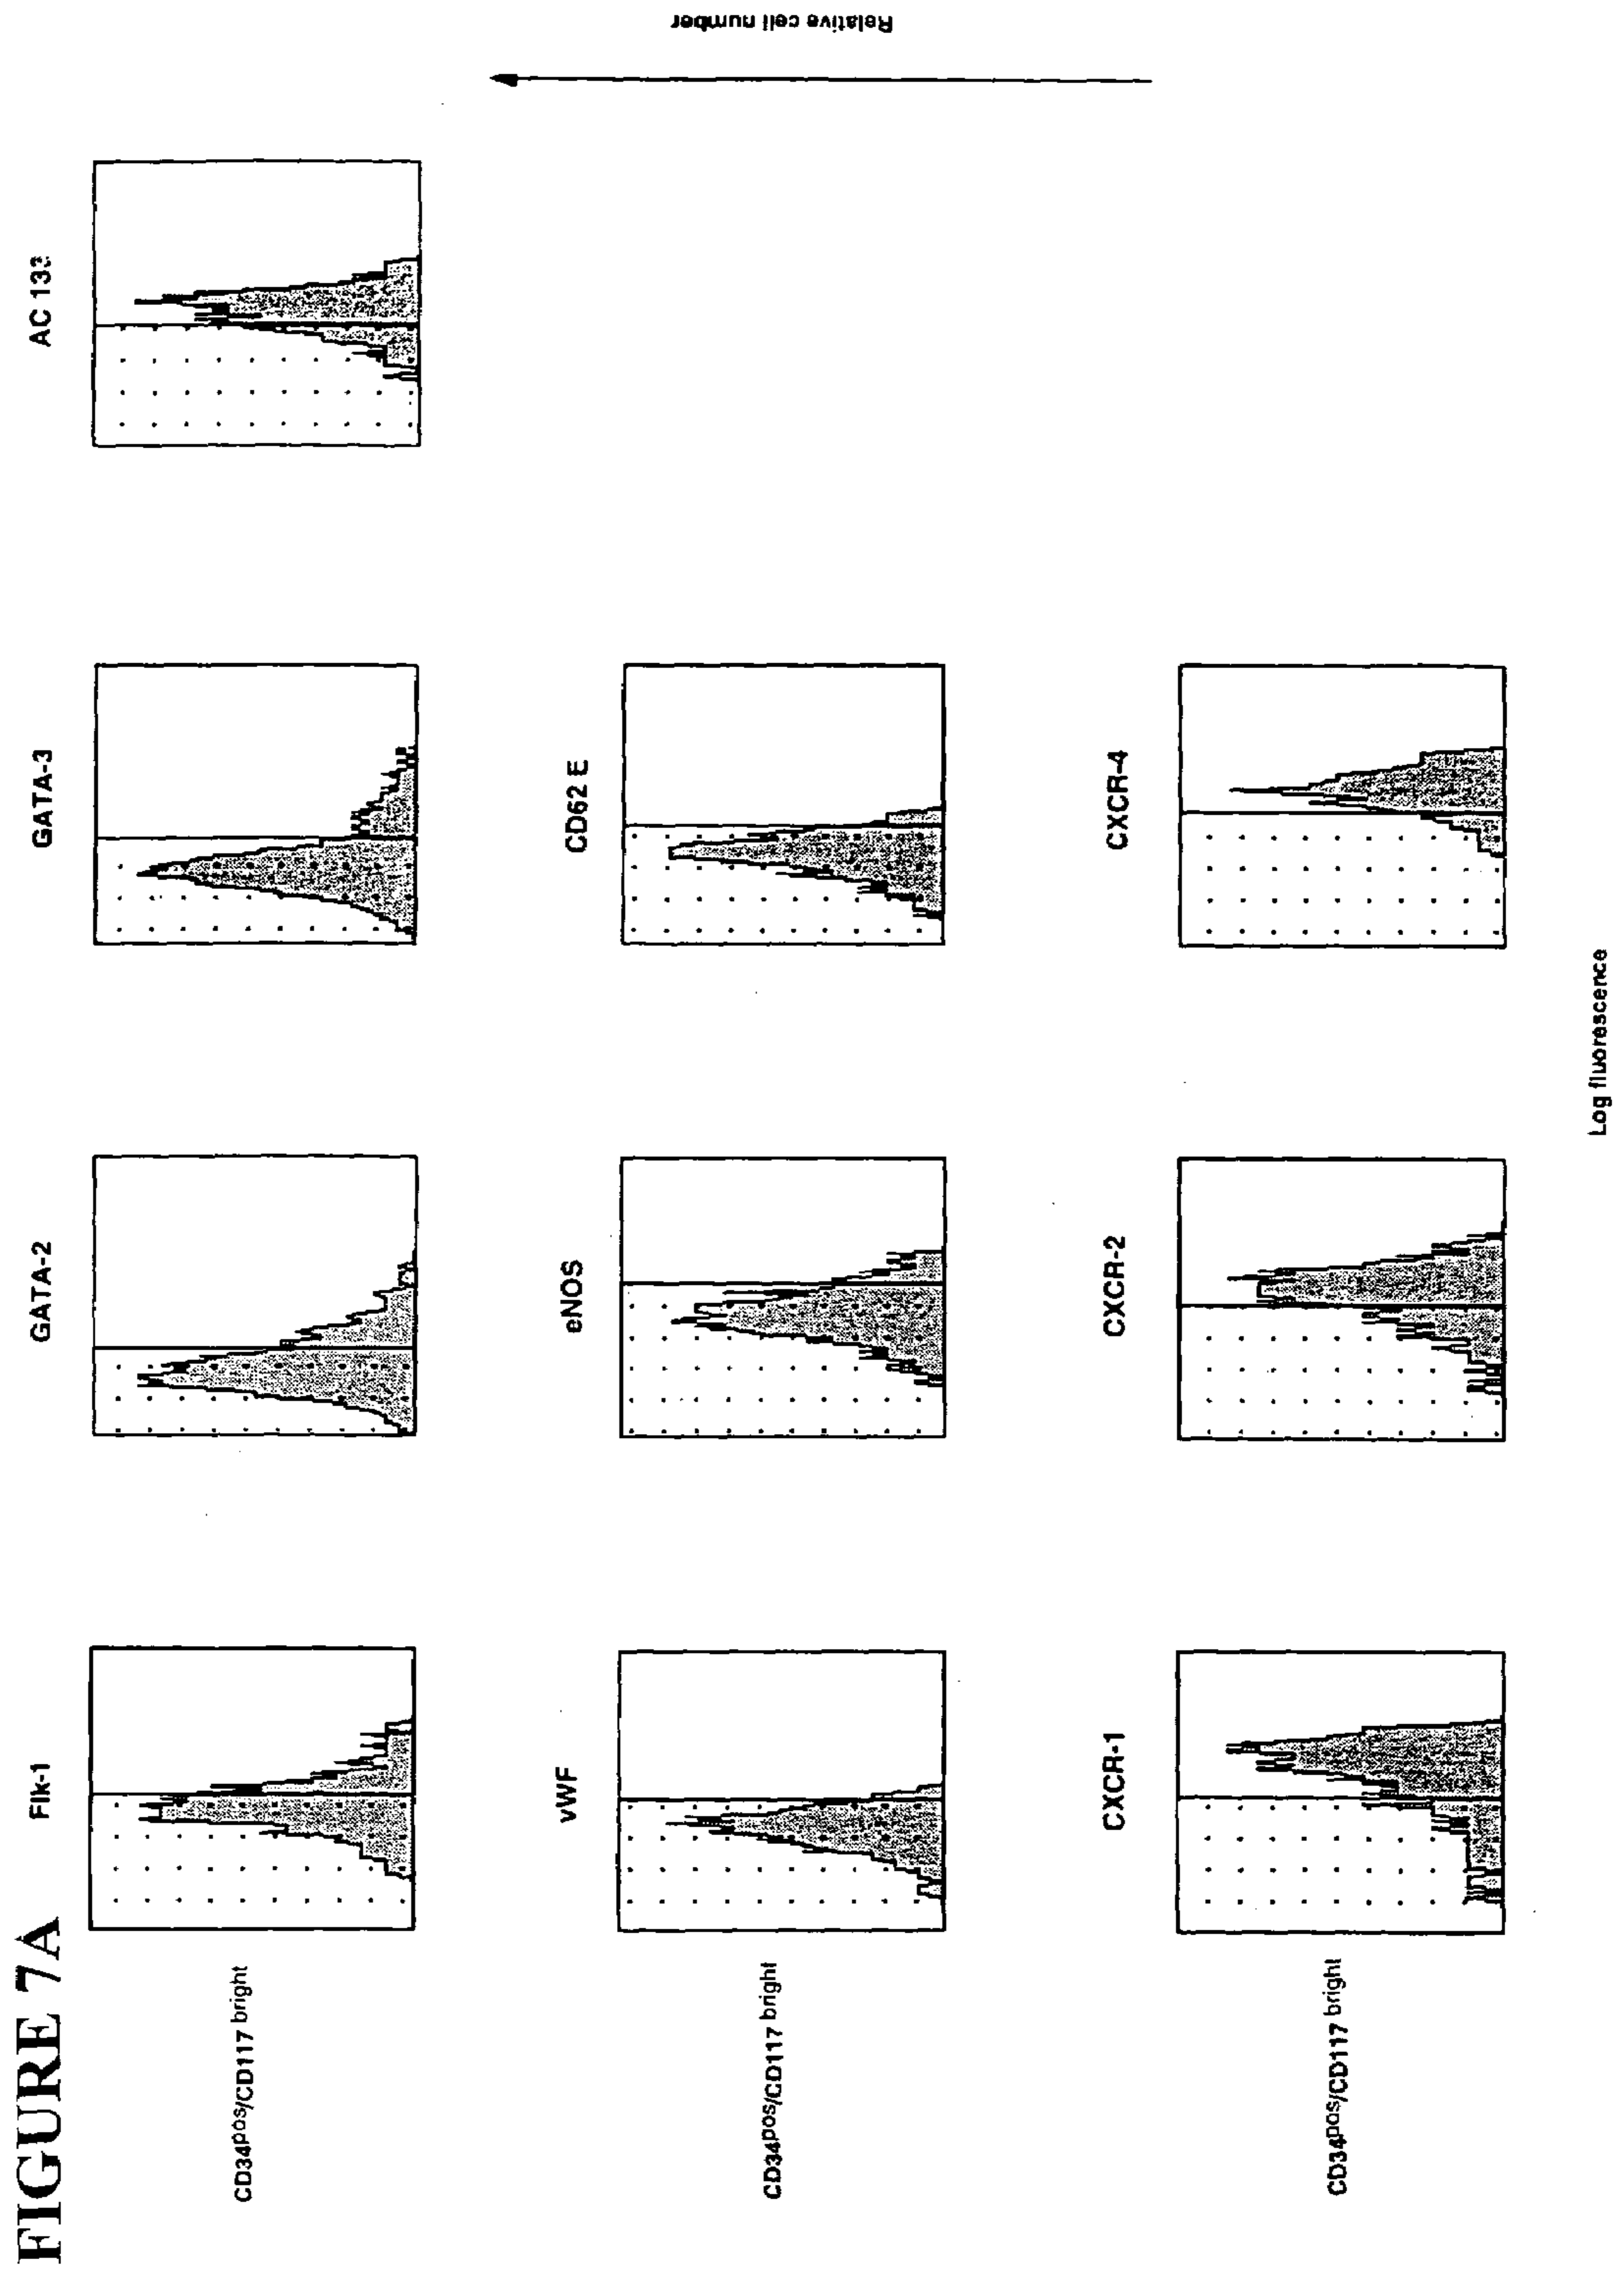 FIGURE 7A
Flk-1
GATA-2
GATA-3
AC 133
CD34pos/CD117 bright
vWF
eNOS
CD62 E
CD34pos/CD117 bright
CXCR-1
CXCR-2
CXCR-4
CD34pos/CD117 bright
Log fluorescence
Relative cell number